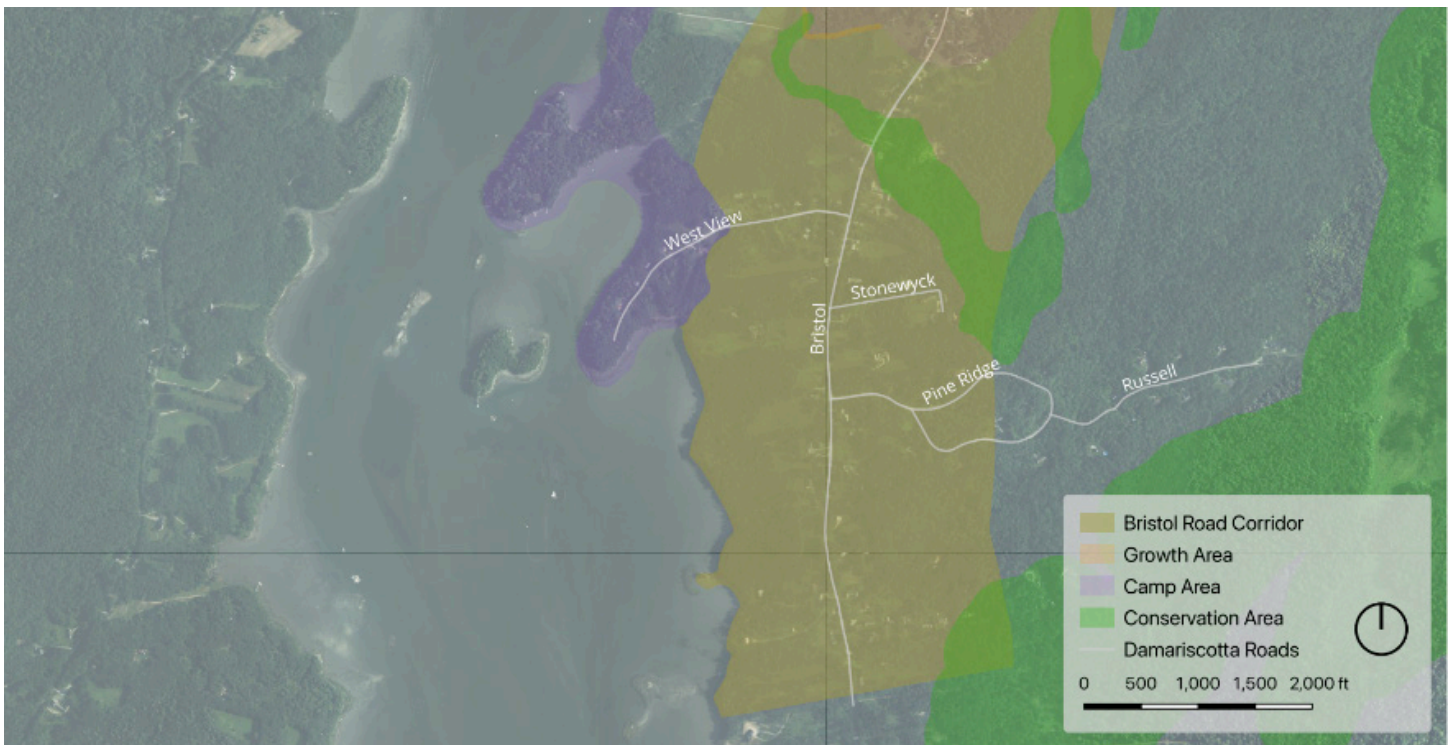 West View
Stonewyck
Bristol
Pine Ridge
Russell
Bristol Road Corridor
Growth Area
Camp Area
Conservation Area
Damariscotta Roads
0 500 1,000 1,500 2,000 ft